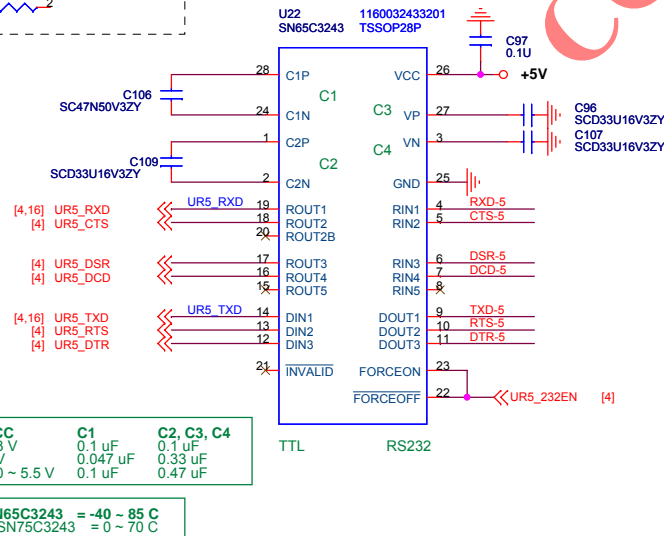 2
U22 1160032433201
SN65C3243 TSSOP28P
C97
0.1U
28 C1P VCC 26 +5V
C106
SC47N50V3ZY
C1
24 C1N C3 VP 27 C96
SCD33U16V3ZY
1 C2P C4 VN 3 C107
SCD33U16V3ZY
C109
SCD33U16V3ZY
C2
2 C2N GND 25
[4,16] UR5_RXD UR5_RXD 19 ROUT1 RIN1 4 RXD-5
[4] UR5_CTS 18 ROUT2 RIN2 5 CTS-5
20 ROUT2B
[4] UR5_DSR 17 ROUT3 RIN3 6 DSR-5
[4] UR5_DCD 16 ROUT4 RIN4 7 DCD-5
15 ROUT5 RIN5 8
[4,16] UR5_TXD UR5_TXD 14 DIN1 DOUT1 9 TXD-5
[4] UR5_RTS 13 DIN2 DOUT2 10 RTS-5
[4] UR5_DTR 12 DIN3 DOUT3 11 DTR-5
21 INVALID FORCEON 23
FORCEOFF 22 UR5_232EN [4]
TTL RS232
CC C1 C2, C3, C4
V 0.1 uF 0.1 uF
V 0.047 uF 0.33 uF
~ 5.5 V 0.1 uF 0.47 uF
N65C3243 = -40 ~ 85 C
SN75C3243 = 0 ~ 70 C